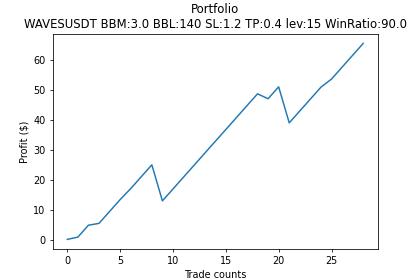 Portfolio
WAVESUSDT BBM:3.0 BBL:140 SL:1.2 TP:0.4 lev:15 WinRatio:90.0
Profit ($)
60
50
40
30
20
10
0
0 5 10 15 20 25
Trade counts